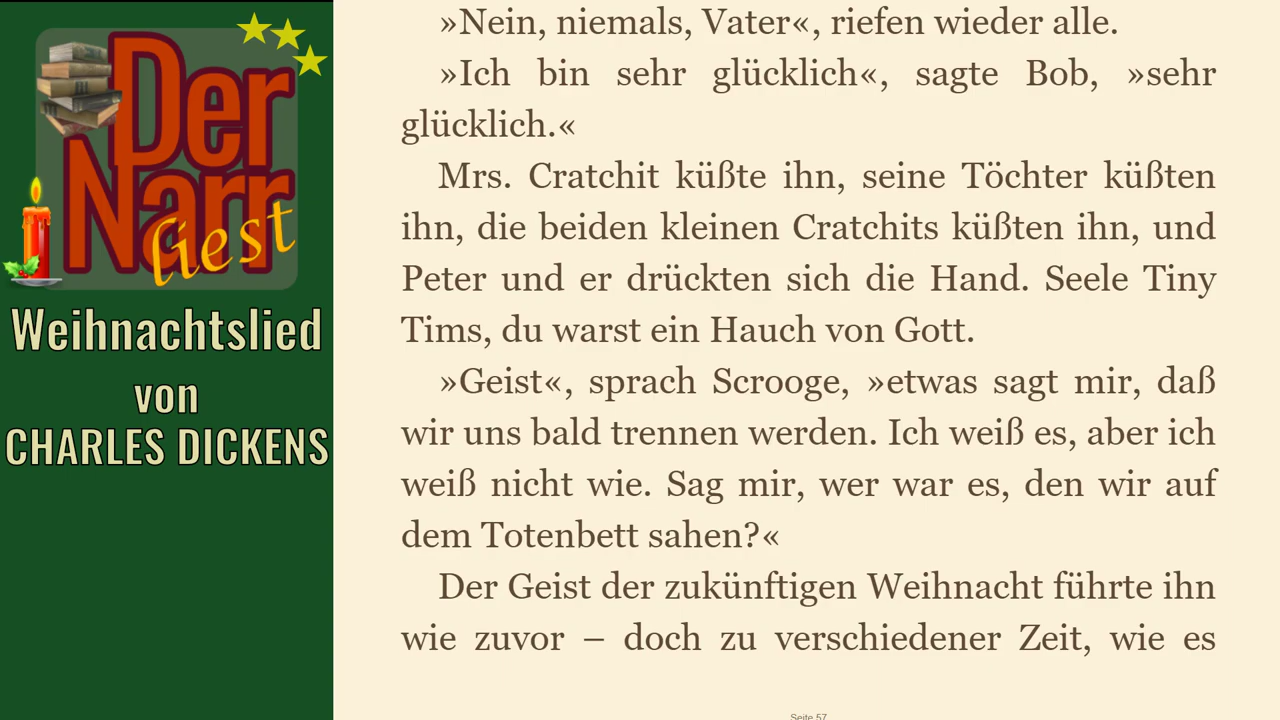 Der
Narr
liest
Weihnachtslied
von
CHARLES DICKENS
»Nein, niemals, Vater«, riefen wieder alle.
»Ich bin sehr glücklich«, sagte Bob, »sehr
glücklich.«
Mrs. Cratchit küßte ihn, seine Töchter küßten
ihn, die beiden kleinen Cratchits küßten ihn, und
Peter und er drückten sich die Hand. Seele Tiny
Tims, du warst ein Hauch von Gott.
»Geist«, sprach Scrooge, »etwas sagt mir, daß
wir uns bald trennen werden. Ich weiß es, aber ich
weiß nicht wie. Sag mir, wer war es, den wir auf
dem Totenbett sahen?«
Der Geist der zukünftigen Weihnacht führte ihn
wie zuvor – doch zu verschiedener Zeit, wie es
Seite 57